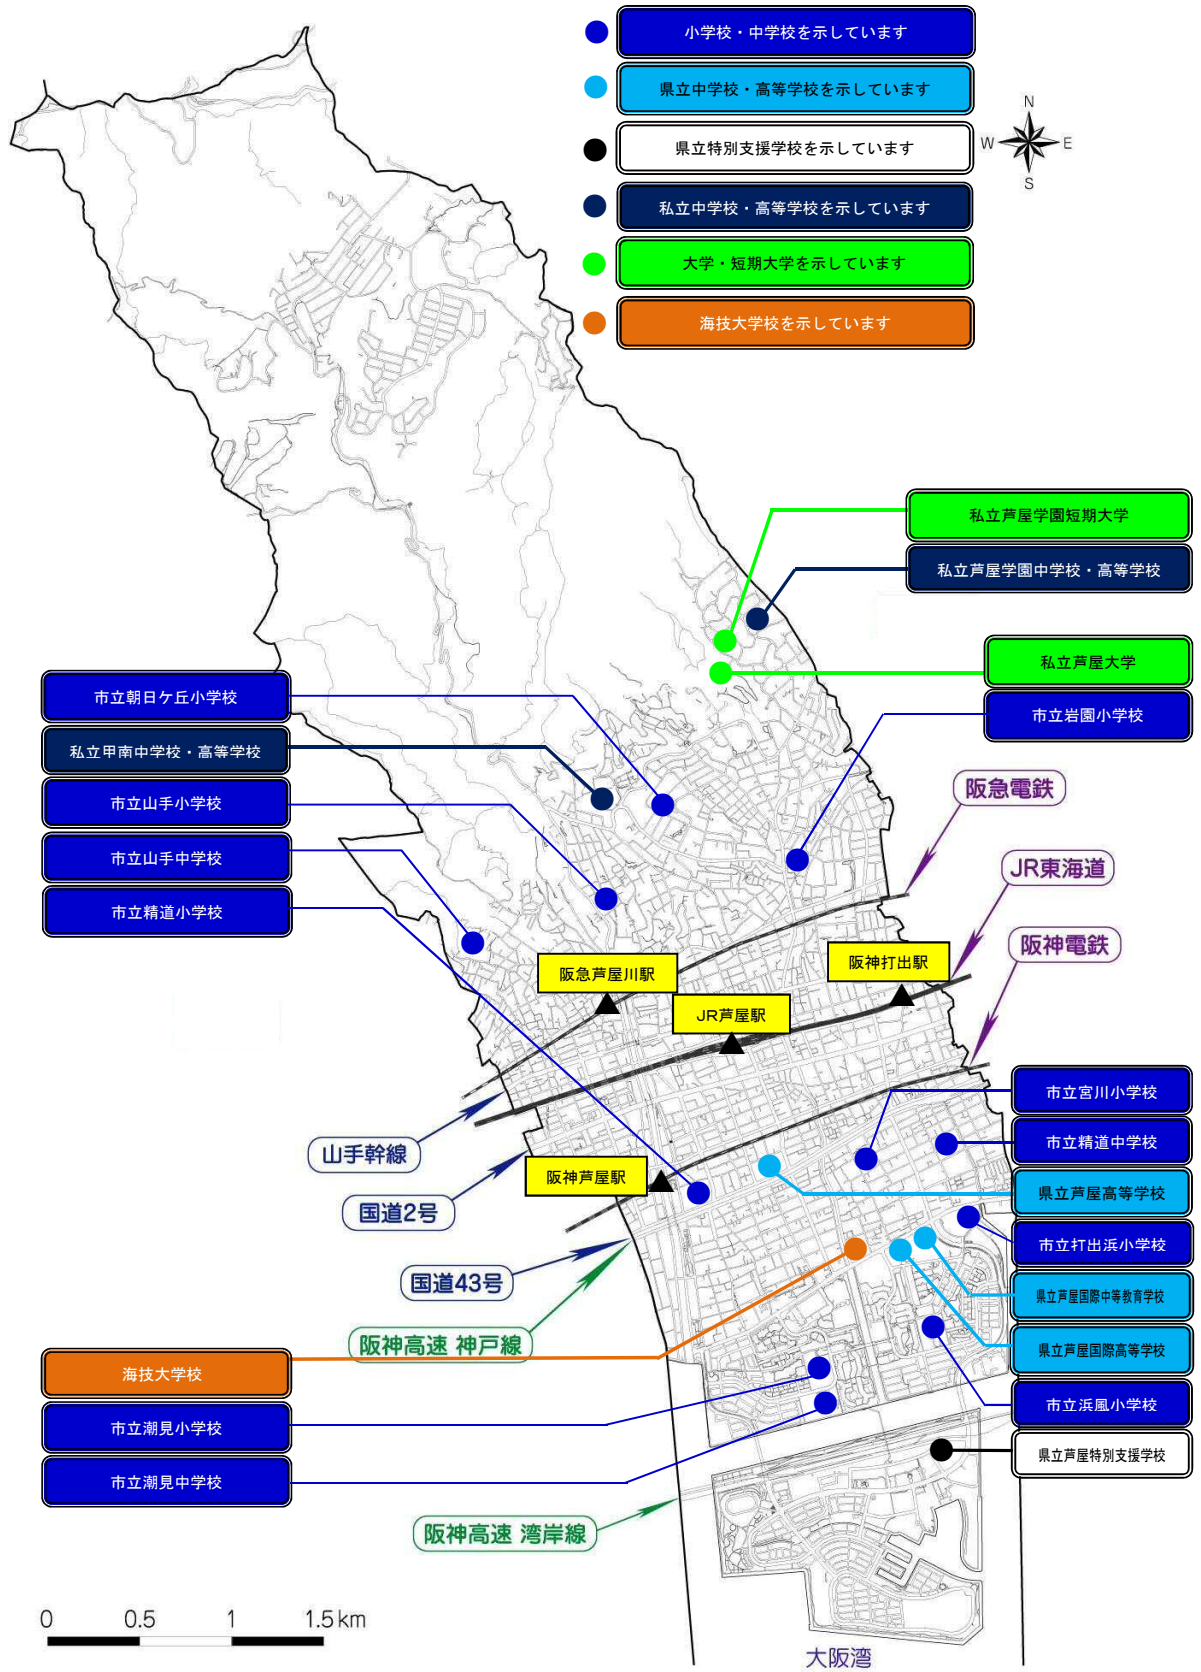 小学校・中学校を示しています
県立中学校・高等学校を示しています
県立特別支援学校を示しています
私立中学校・高等学校を示しています
大学・短期大学を示しています
海技大学校を示しています
N
W
E
S
私立芦屋学園短期大学
私立芦屋学園中学校・高等学校
私立芦屋大学
市立岩園小学校
市立朝日ケ丘小学校
私立甲南中学校・高等学校
市立山手小学校
市立山手中学校
市立精道小学校
阪急電鉄
JR東海道
阪神電鉄
阪急芦屋川駅
阪神打出駅
JR芦屋駅
阪神芦屋駅
山手幹線
国道2号
国道43号
阪神高速 神戸線
市立宮川小学校
市立精道中学校
県立芦屋高等学校
市立打出浜小学校
県立芦屋国際中等教育学校
県立芦屋国際高等学校
市立浜風小学校
県立芦屋特別支援学校
海技大学校
市立潮見小学校
市立潮見中学校
阪神高速 湾岸線
0 0.5 1 1.5km
大阪湾